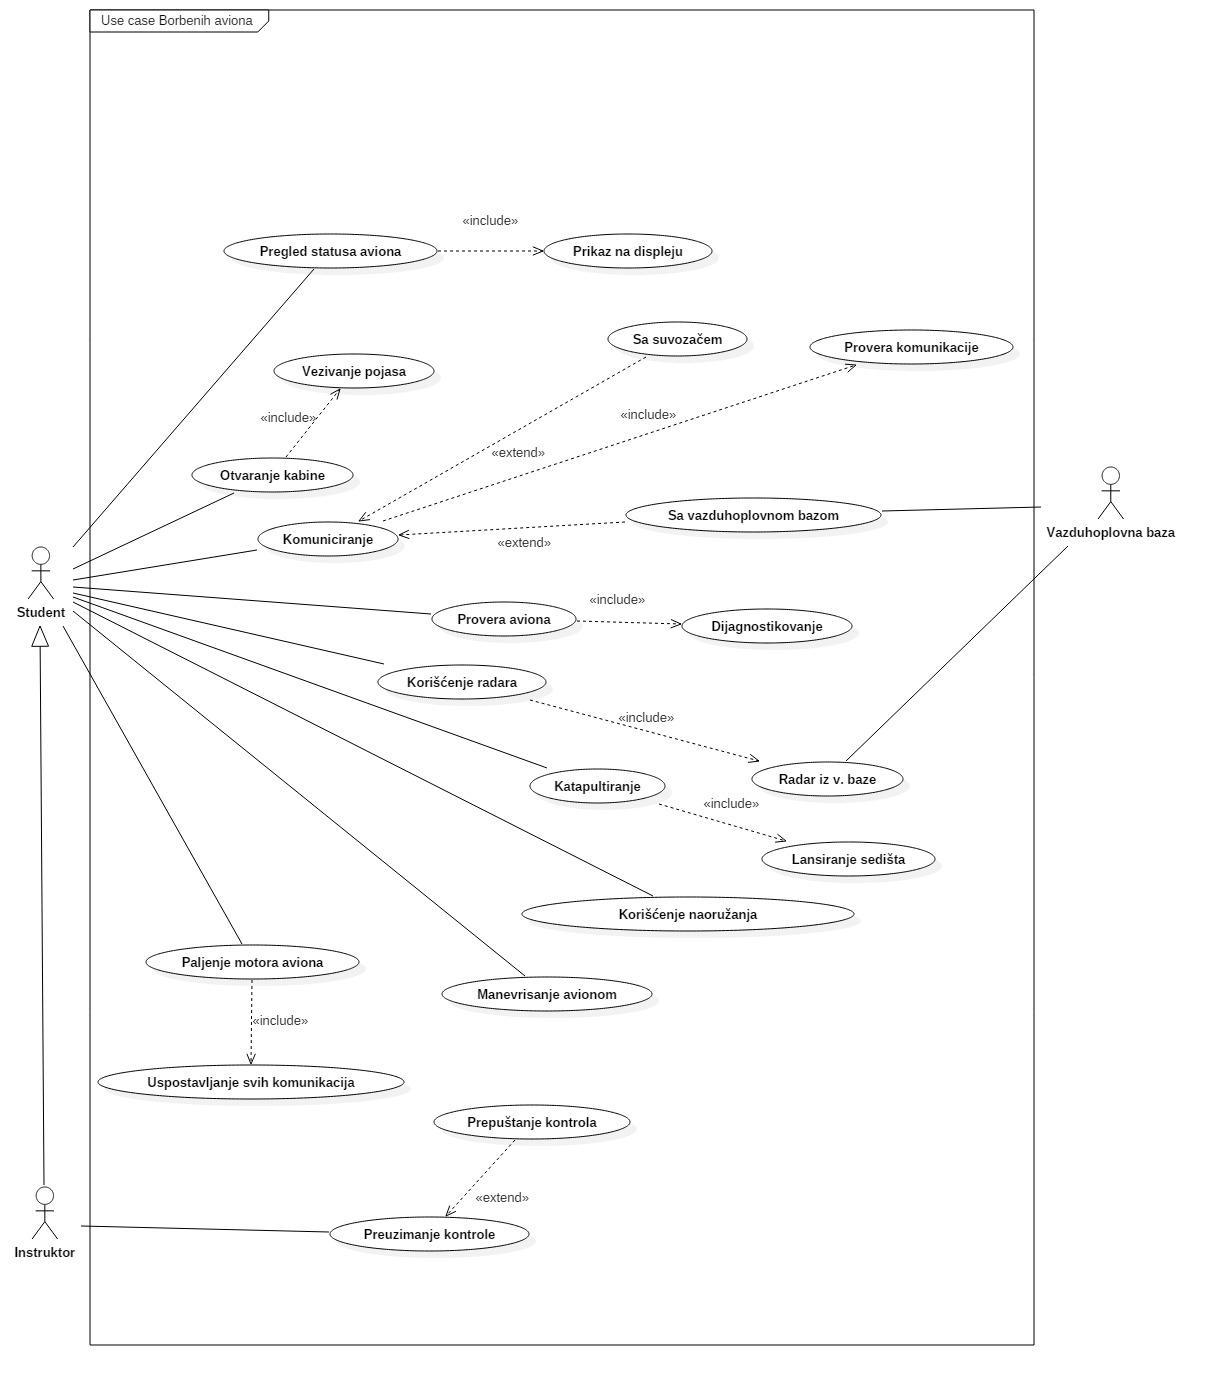 Use case Borbenih aviona
«include»
Pregled statusa aviona
Prikaz na displeju
Sa suvozačem
Provera komunikacije
Vezivanje pojasa
«include»
«include»
«extend»
Otvaranje kabine
Sa vazduhoplovnom bazom
Vazduhoplovna baza
Komuniciranje
«extend»
«include»
Student
Provera aviona
Dijagnostikovanje
Korišćenje radara
«include»
Radar iz v. baze
Katapultiranje
«include»
Lansiranje sedišta
Korišćenje naoružanja
Paljenje motora aviona
Manevrisanje avionom
«include»
Uspostavljanje svih komunikacija
Prepuštanje kontrola
«extend»
Preuzimanje kontrole
Instruktor